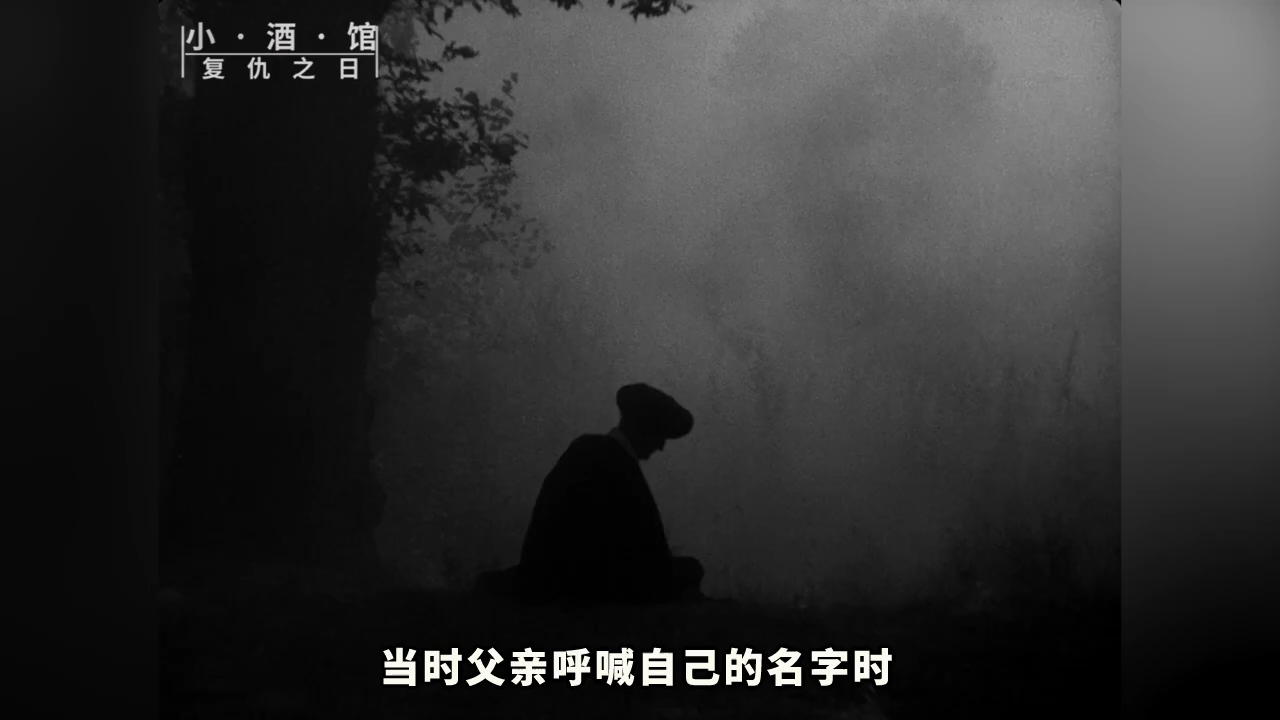 小·酒·馆
复仇之日
当时父亲呼喊自己的名字时